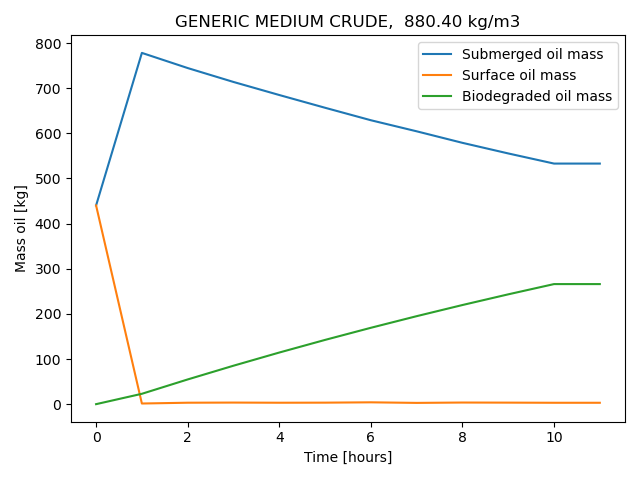 GENERIC MEDIUM CRUDE,  880.40 kg/m3
Submerged oil mass
Surface oil mass
Biodegraded oil mass
Mass oil [kg]
800
700
600
500
400
300
200
100
0
0 2 4 6 8 10
Time [hours]